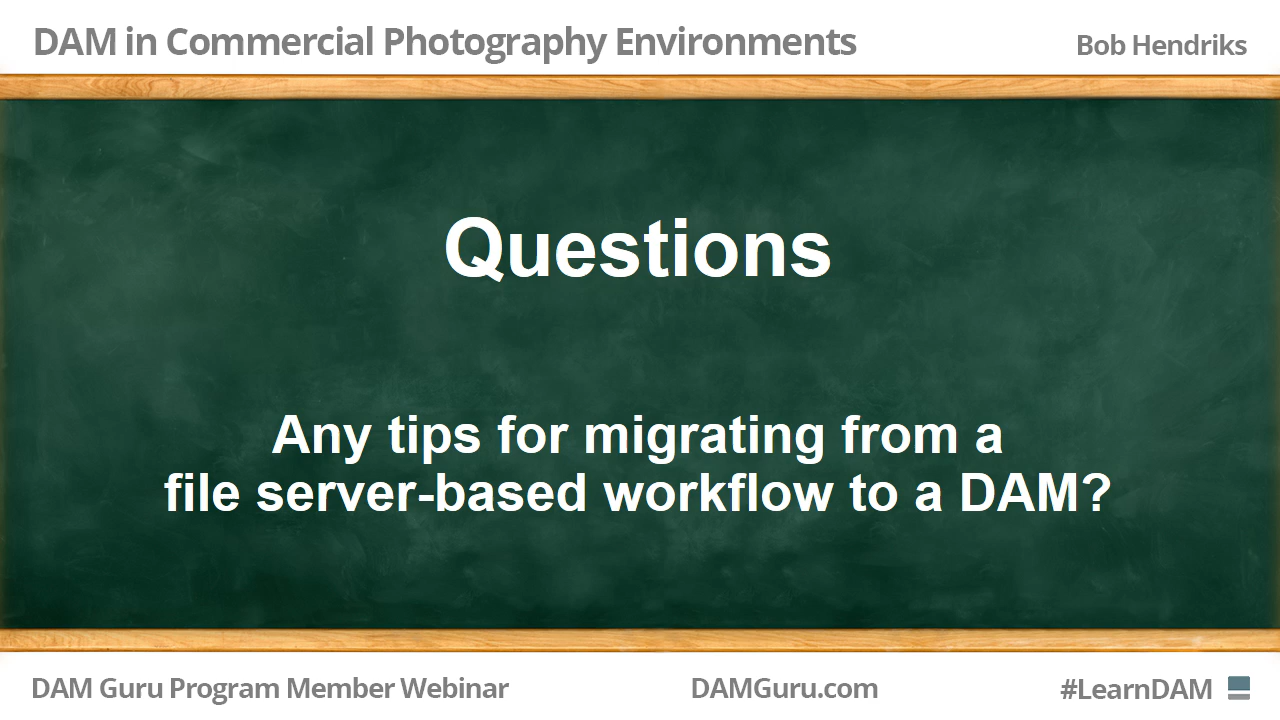 DAM in Commercial Photography Environments
Bob Hendriks
Questions
Any tips for migrating from a
file server-based workflow to a DAM?
DAM Guru Program Member Webinar
DAMGuru.com
#LearnDAM